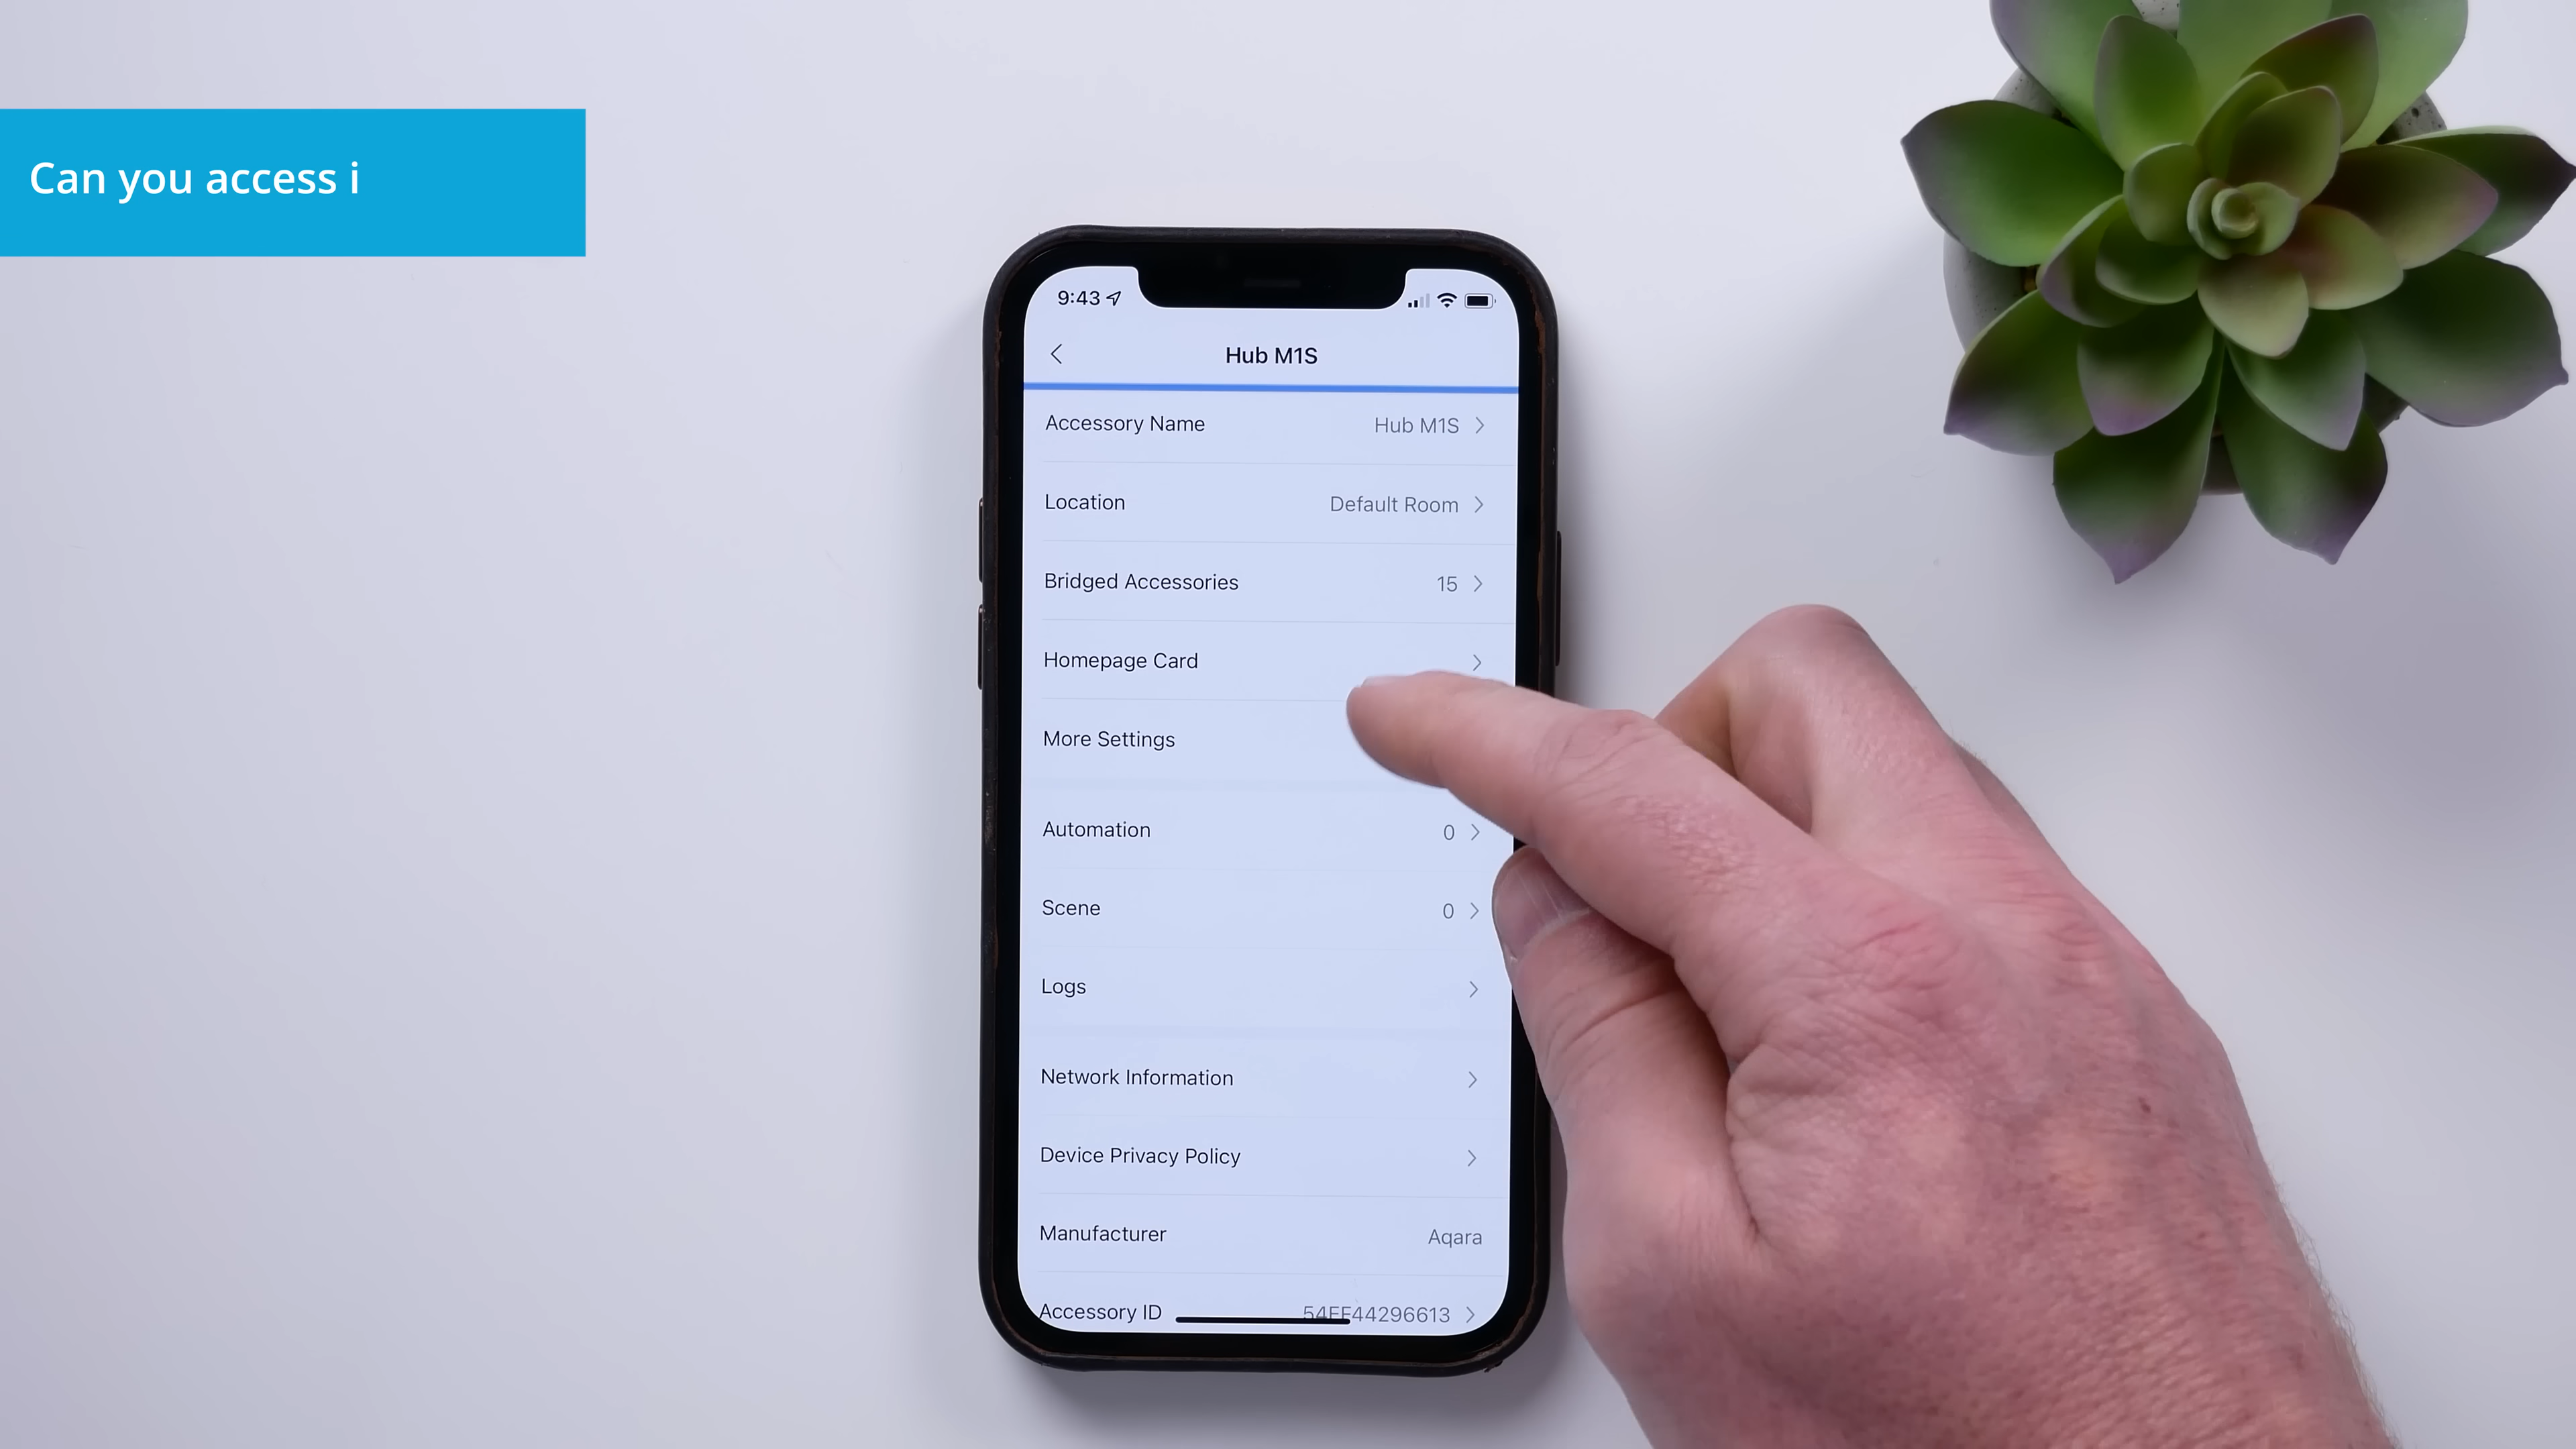 Can you access i
9:43
Hub M1S
Accessory Name Hub M1S
Location Default Room
Bridged Accessories 15
Homepage Card
More Settings
Automation 0
Scene 0
Logs
Network Information
Device Privacy Policy
Manufacturer Aqara
Accessory ID 54EF44296613